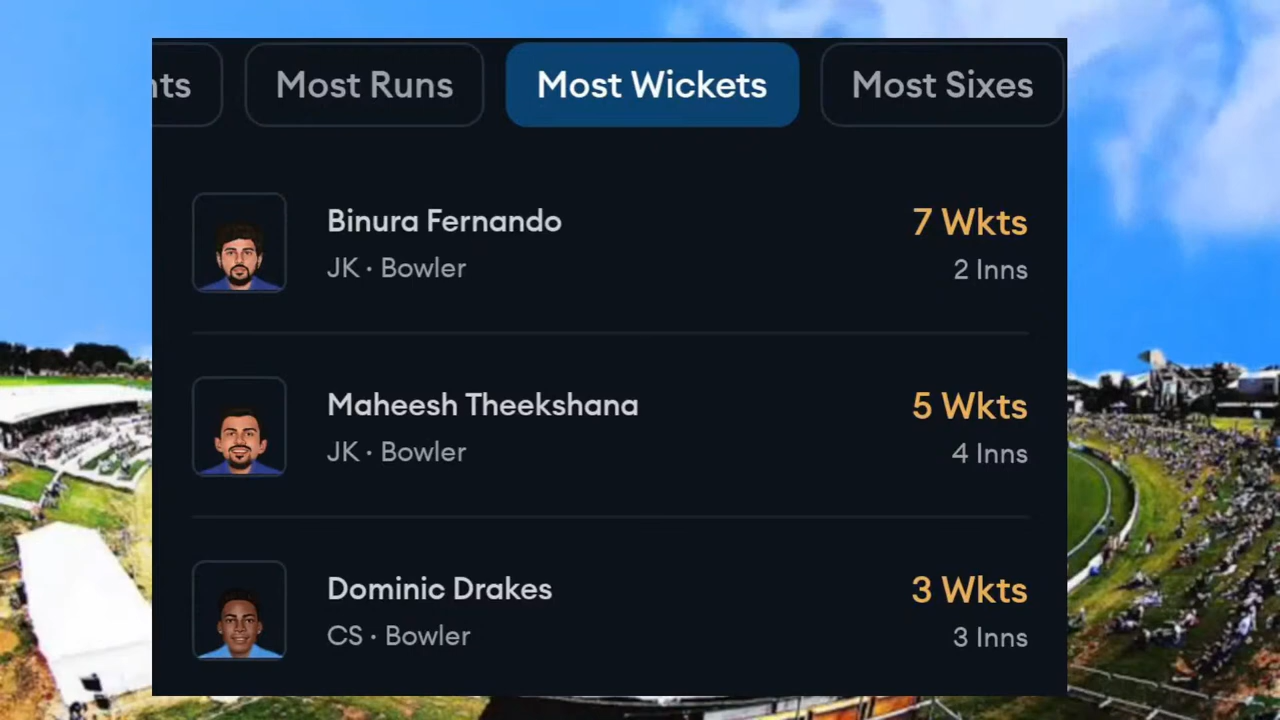 nts
Most Runs
Most Wickets
Most Sixes
Binura Fernando
7 Wkts
JK · Bowler
2 Inns
Maheesh Theekshana
5 Wkts
JK · Bowler
4 Inns
Dominic Drakes
3 Wkts
CS · Bowler
3 Inns